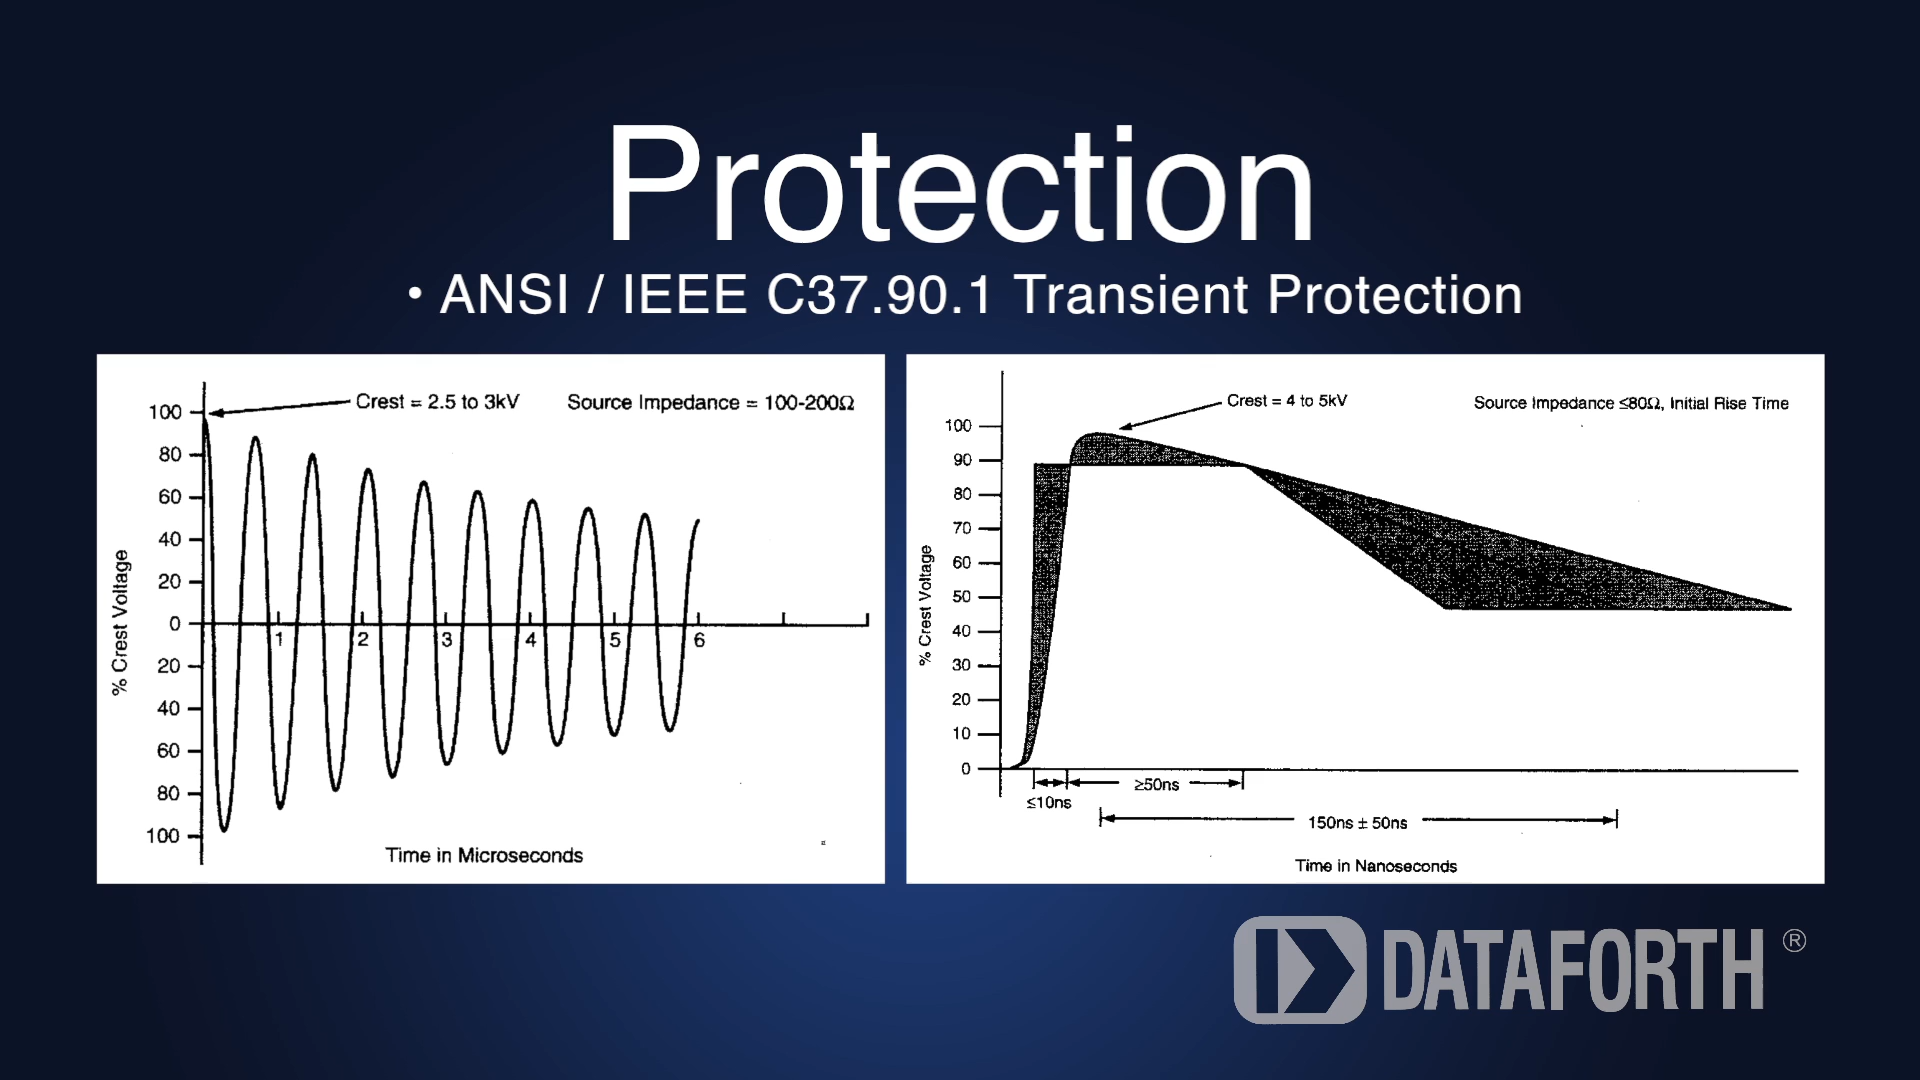 Protection
• ANSI / IEEE C37.90.1 Transient Protection
Crest = 2.5 to 3kV
Source Impedance = 100-200Ω
100
80
60
40
20
0
20
40
60
80
100
% Crest Voltage
1 2 3 4 5 6
Time in Microseconds
Crest = 4 to 5kV
Source Impedance ≤80Ω, Initial Rise Time
100
90
80
70
60
50
40
30
20
10
0
% Crest Voltage
≥50ns
≤10ns
150ns ± 50ns
Time in Nanoseconds
DATAFORTH ®